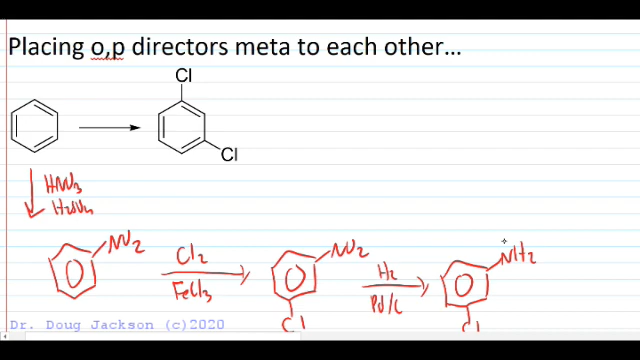 Placing o,p directors meta to each other…
Cl
Cl
HNO3
H2SO4
NO2
Cl2
FeCl3
NO2
Cl
H2
Pd/C
NH2
Cl
Dr. Doug Jackson (c)2020